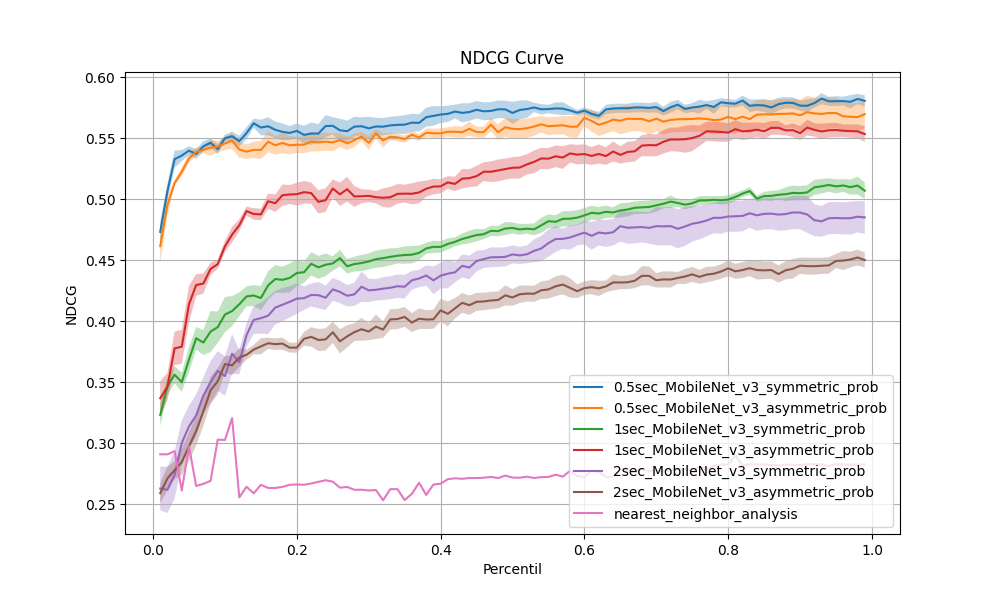 NDCG Curve
0.60
0.55
0.50
0.45
0.40
0.35
0.30
0.25
NDCG
0.5sec_MobileNet_v3_symmetric_prob
0.5sec_MobileNet_v3_asymmetric_prob
1sec_MobileNet_v3_symmetric_prob
1sec_MobileNet_v3_asymmetric_prob
2sec_MobileNet_v3_symmetric_prob
2sec_MobileNet_v3_asymmetric_prob
nearest_neighbor_analysis
0.0 0.2 0.4 0.6 0.8 1.0
Percentil